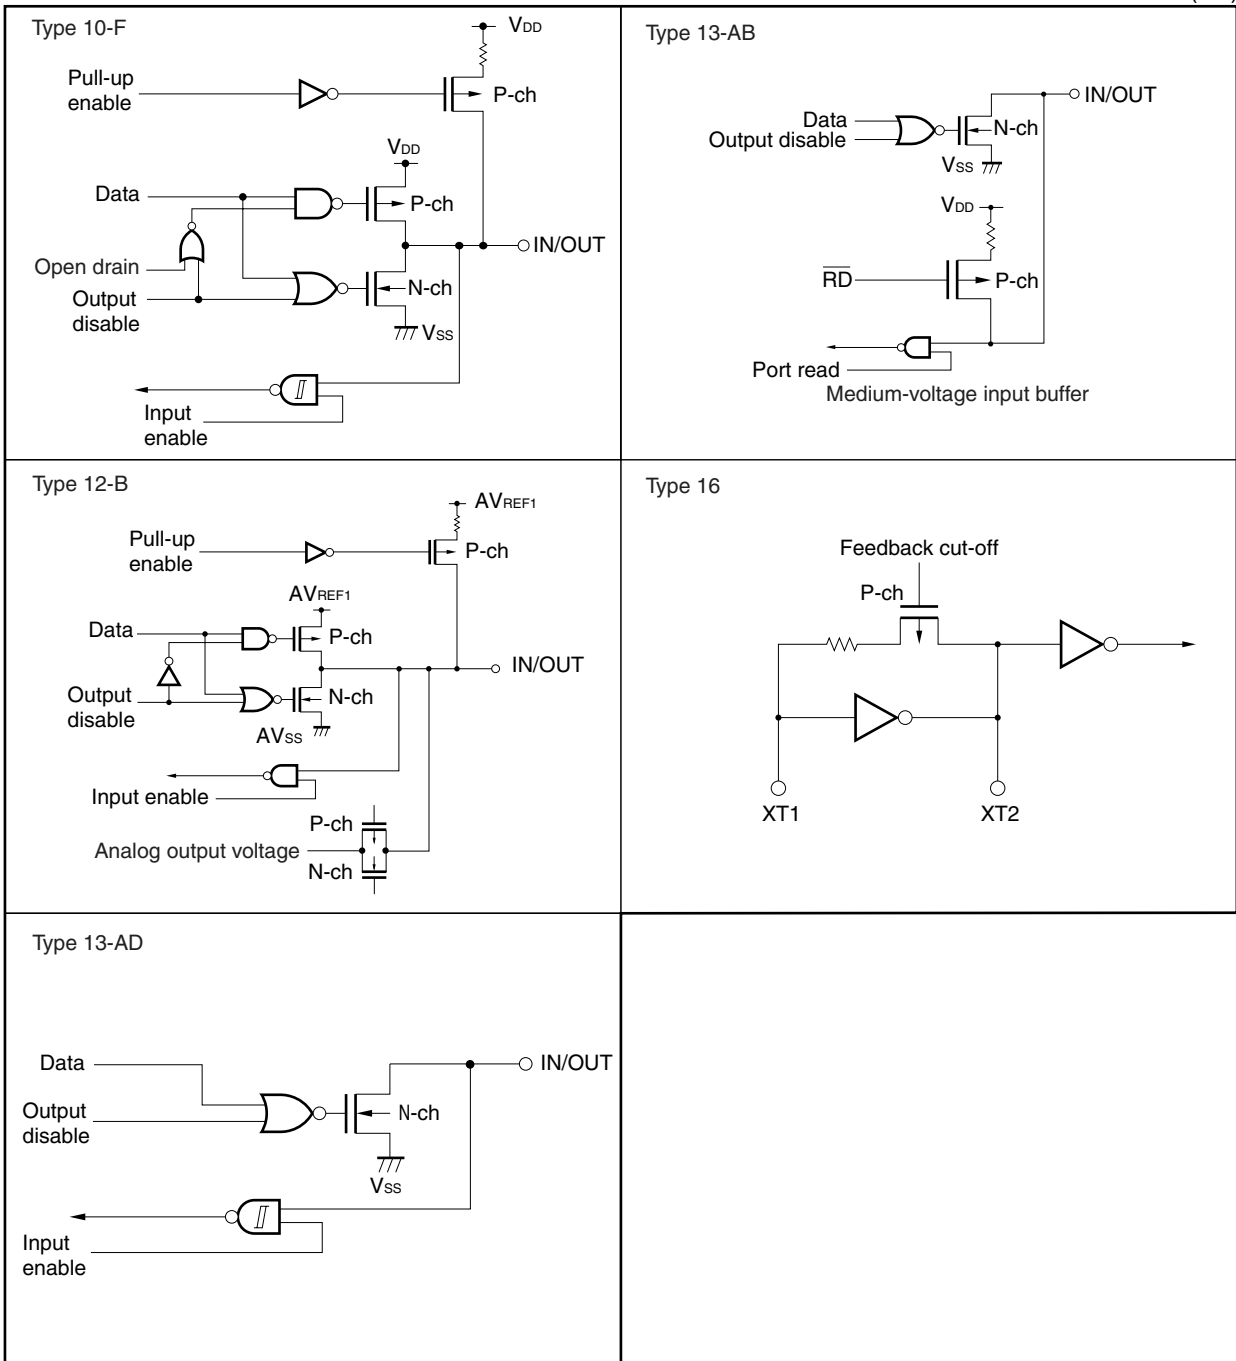 Type 10-F
VDD
Pull-up
enable
P-ch
VDD
Data
P-ch
IN/OUT
Open drain
Output
disable
N-ch
VSS
Input
enable
Type 13-AB
IN/OUT
Data
Output disable
N-ch
VSS
VDD
RD
P-ch
Port read
Medium-voltage input buffer
Type 12-B
AVREF1
Pull-up
enable
P-ch
AVREF1
Data
P-ch
IN/OUT
Output
disable
N-ch
AVSS
Input enable
P-ch
Analog output voltage
N-ch
Type 16
Feedback cut-off
P-ch
XT1
XT2
Type 13-AD
Data
IN/OUT
Output
disable
N-ch
VSS
Input
enable